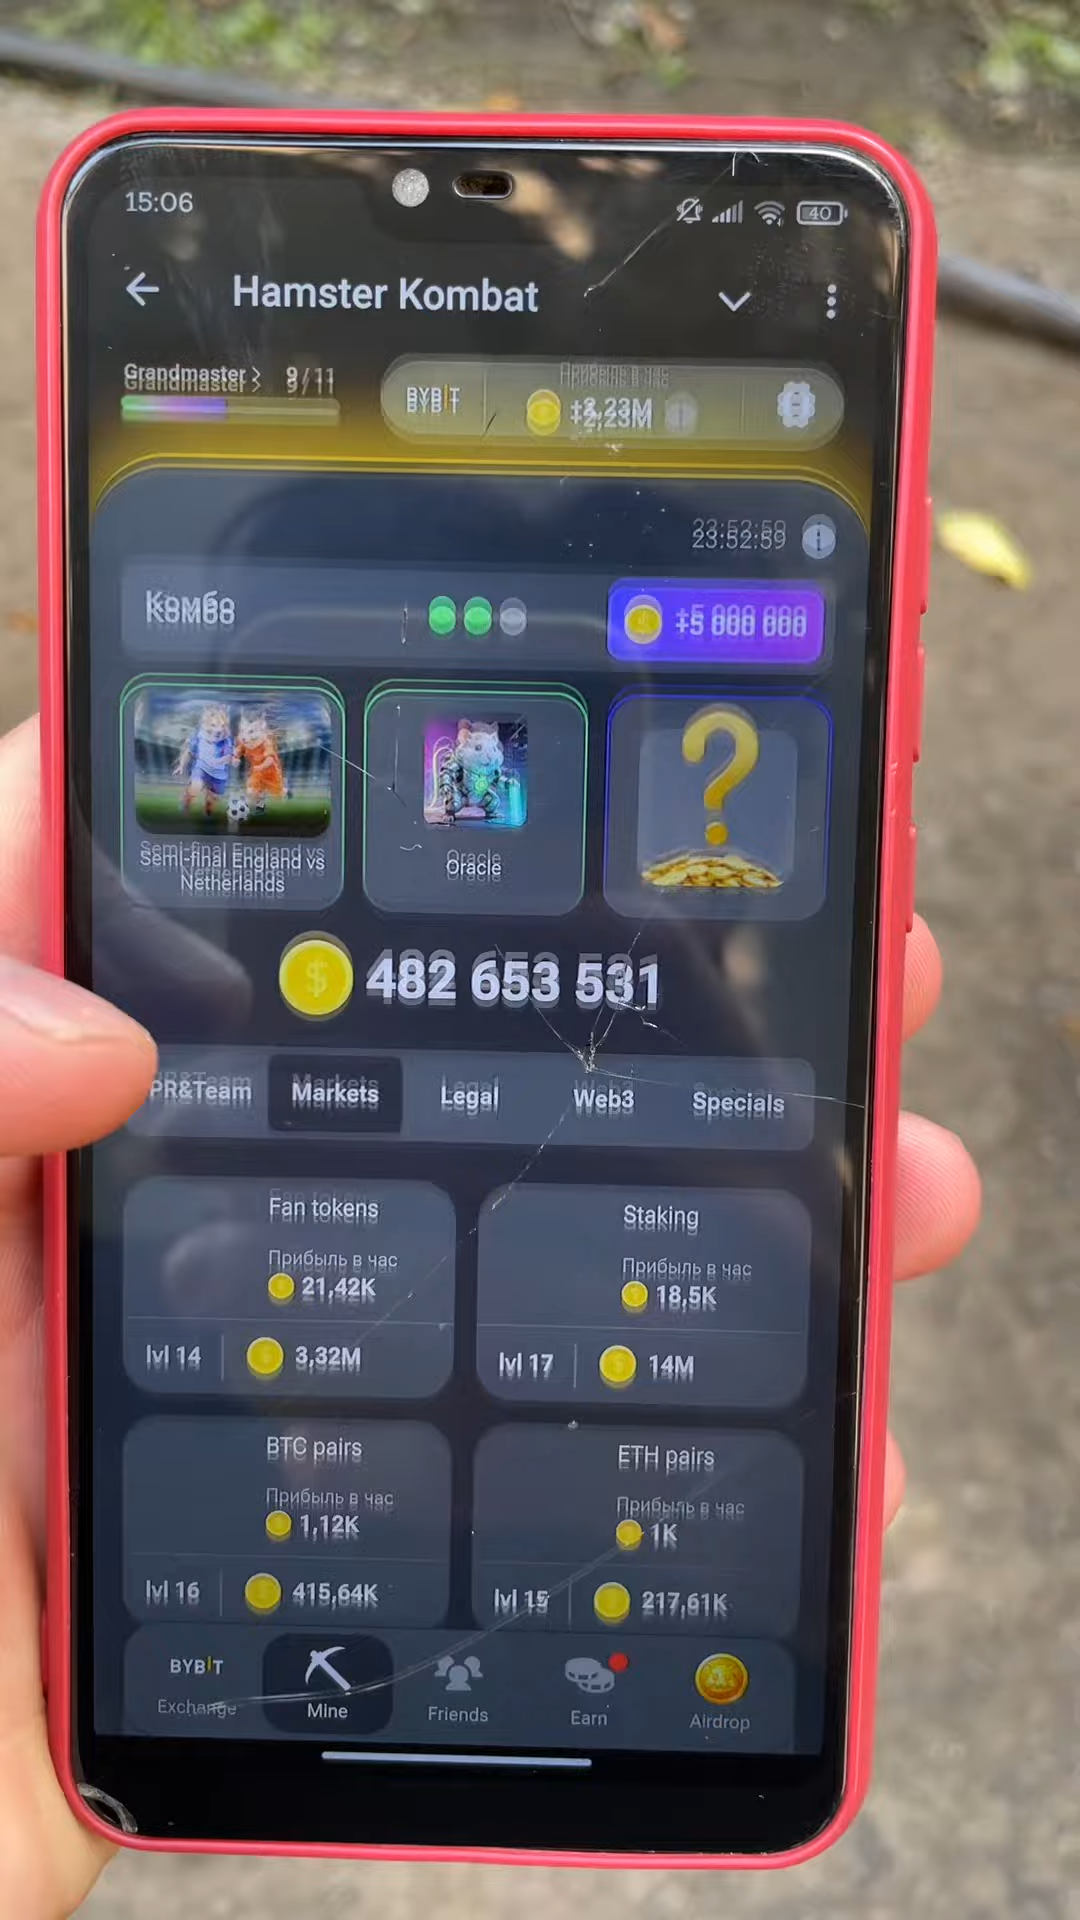 15:06
40
Hamster Kombat
Grandmaster > 9/11
BYBIT
Прибыль в час
+2,23M
23:52:59
Комбо
+5 000 000
Semi-final England vs
Netherlands
Oracle
482 653 531
PR&Team
Markets
Legal
Web3
Specials
Fan tokens
Прибыль в час
21,42K
lvl 14
3,32M
Staking
Прибыль в час
18,5K
lvl 17
14M
BTC pairs
Прибыль в час
1,12K
lvl 16
415,64K
ETH pairs
Прибыль в час
1K
lvl 15
217,61K
BYBIT
Exchange
Mine
Friends
Earn
Airdrop